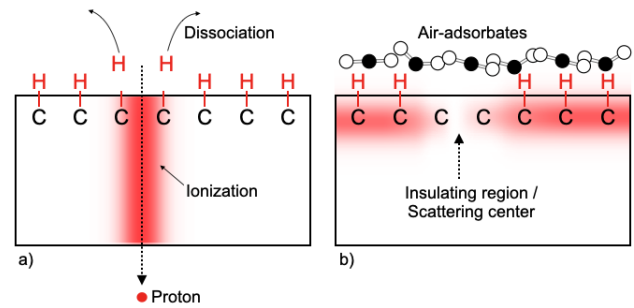 Dissociation
H H
H H H H H
C C C C C C C
Ionization
a)
Proton
Air-adsorbates
H H H H H
C C C C C C C
Insulating region /
Scattering center
b)